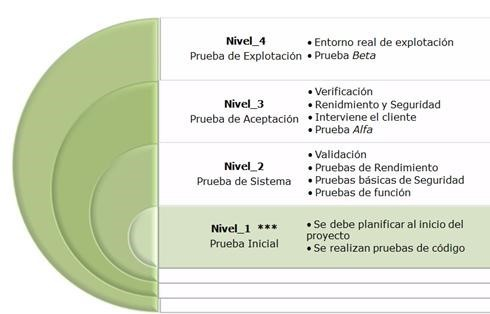 Nivel_4
Prueba de Explotación
• Entorno real de explotación
• Prueba Beta
Nivel_3
Prueba de Aceptación
• Verificación
• Renidmiento y Seguridad
• Interviene el cliente
• Prueba Alfa
Nivel_2
Prueba de Sistema
• Validación
• Pruebas de Rendimiento
• Pruebas básicas de Seguridad
• Pruebas de función
Nivel_1 ***
Prueba Inicial
• Se debe planificar al inicio del
proyecto
• Se realizan pruebas de código